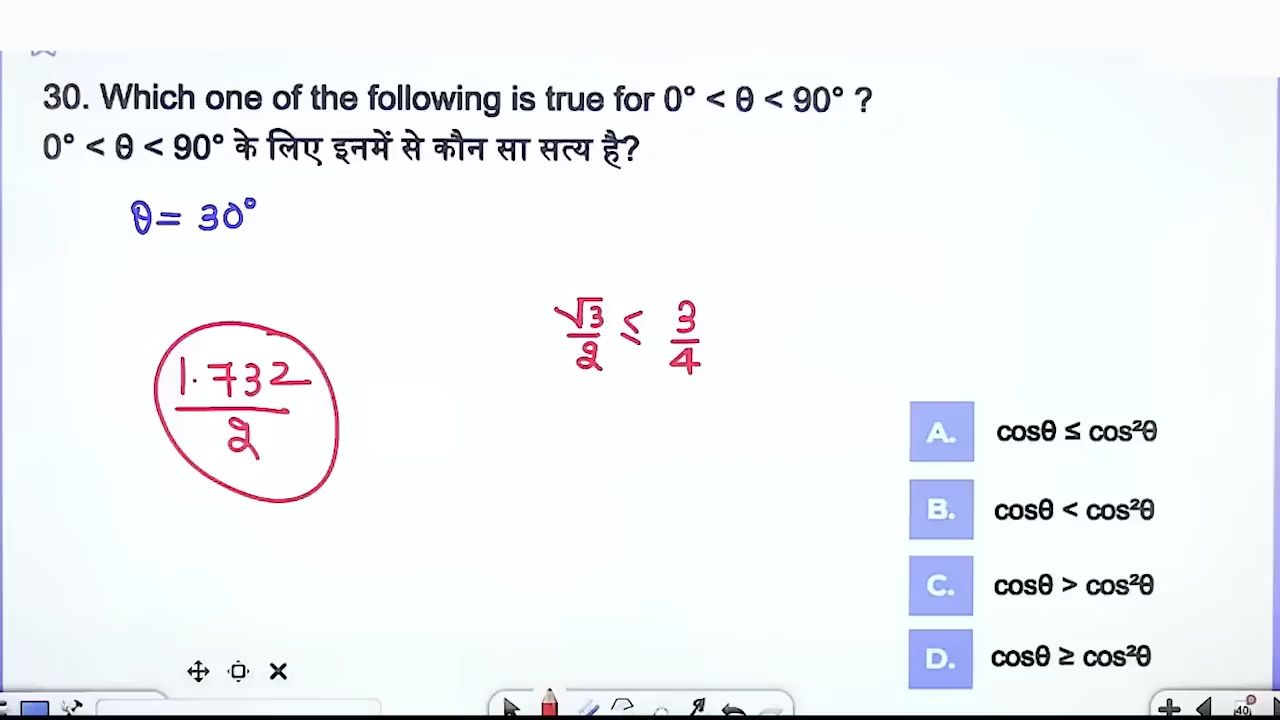 30. Which one of the following is true for 0° < θ < 90° ?
0° < θ < 90° के लिए इनमें से कौन सा सत्य है?
θ = 30°
√3/2 ≤ 3/4
1.732/2
A. cosθ ≤ cos²θ
B. cosθ < cos²θ
C. cosθ > cos²θ
D. cosθ ≥ cos²θ
40